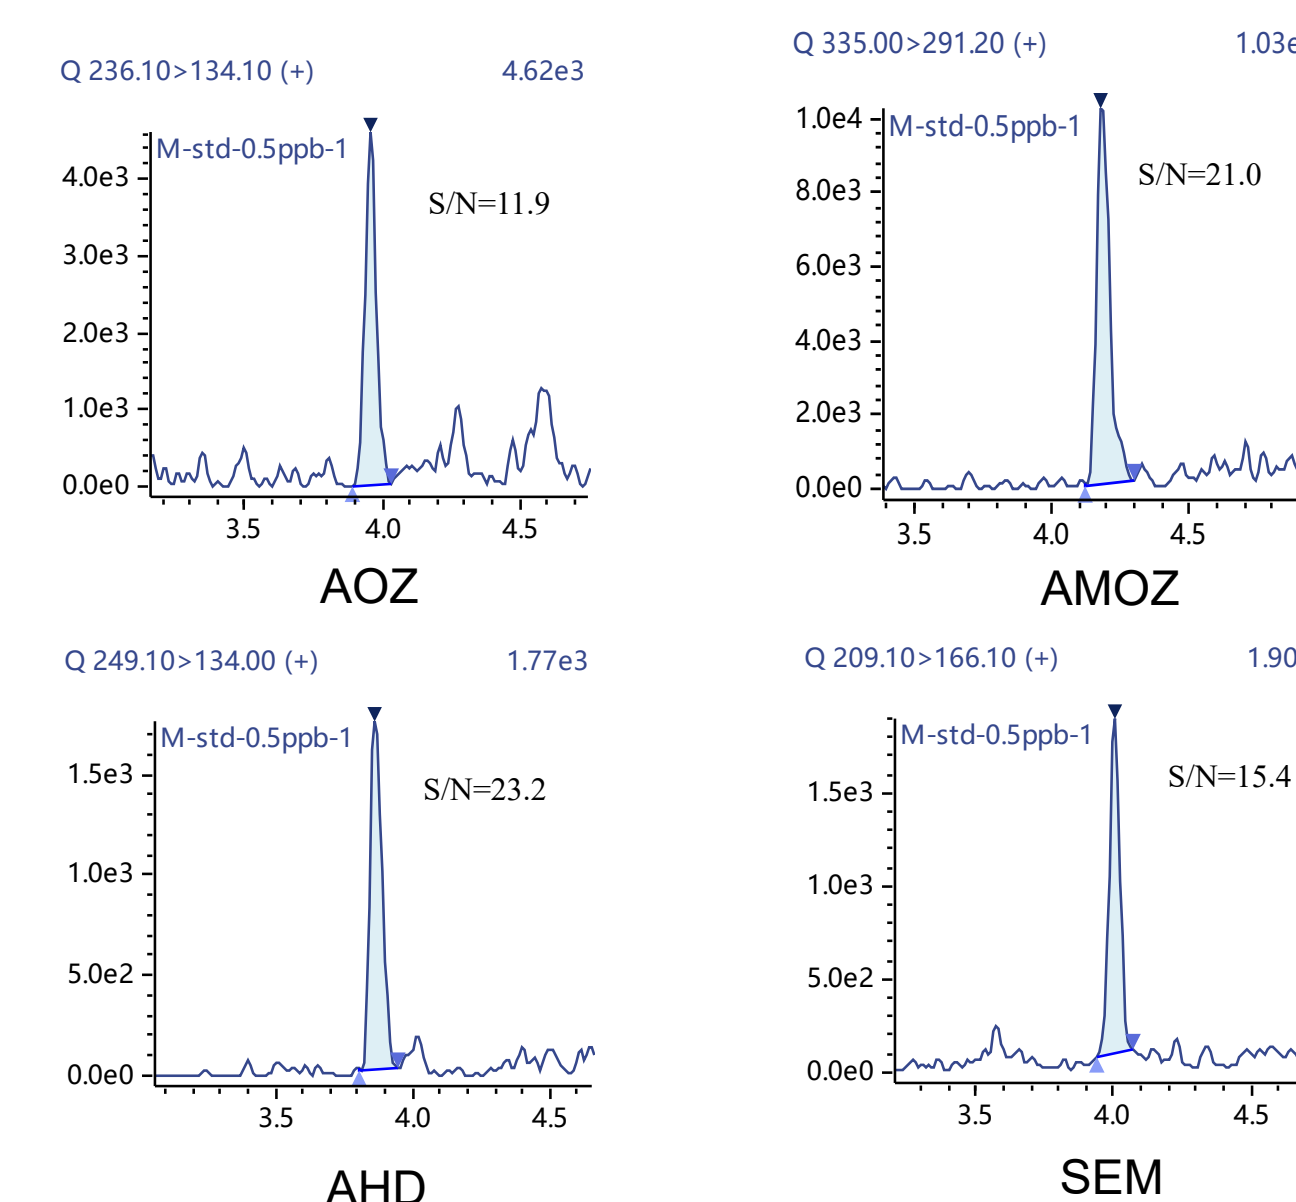 Q 236.10>134.10 (+) 4.62e3
M-std-0.5ppb-1
S/N=11.9
4.0e3
3.0e3
2.0e3
1.0e3
0.0e0
3.5 4.0 4.5
AOZ
Q 335.00>291.20 (+) 1.03e
M-std-0.5ppb-1
S/N=21.0
1.0e4
8.0e3
6.0e3
4.0e3
2.0e3
0.0e0
3.5 4.0 4.5
AMOZ
Q 249.10>134.00 (+) 1.77e3
M-std-0.5ppb-1
S/N=23.2
1.5e3
1.0e3
5.0e2
0.0e0
3.5 4.0 4.5
AHD
Q 209.10>166.10 (+) 1.90
M-std-0.5ppb-1
S/N=15.4
1.5e3
1.0e3
5.0e2
0.0e0
3.5 4.0 4.5
SEM